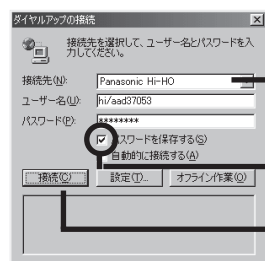 ダイヤルアップの接続
接続先を選択して、ユーザー名とパスワードを入
力してください。
接続先(N):
Panasonic Hi-HO
ユーザー名(U):
hi/aad37053
パスワード(P):
********
パスワードを保存する(S)
自動的に接続する(A)
接続(C)
設定(T)...
オフライン作業(O)